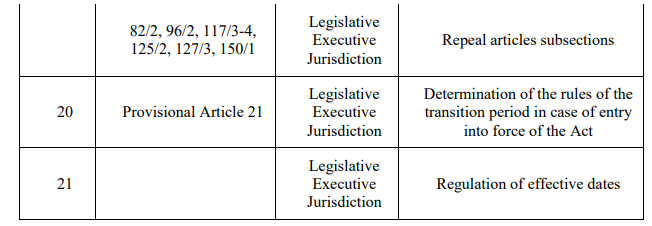 82/2, 96/2, 117/3-4,
125/2, 127/3, 150/1
Legislative
Executive
Jurisdiction
Repeal articles subsections
20
Provisional Article 21
Legislative
Executive
Jurisdiction
Determination of the rules of the
transition period in case of entry
into force of the Act
21
Legislative
Executive
Jurisdiction
Regulation of effective dates